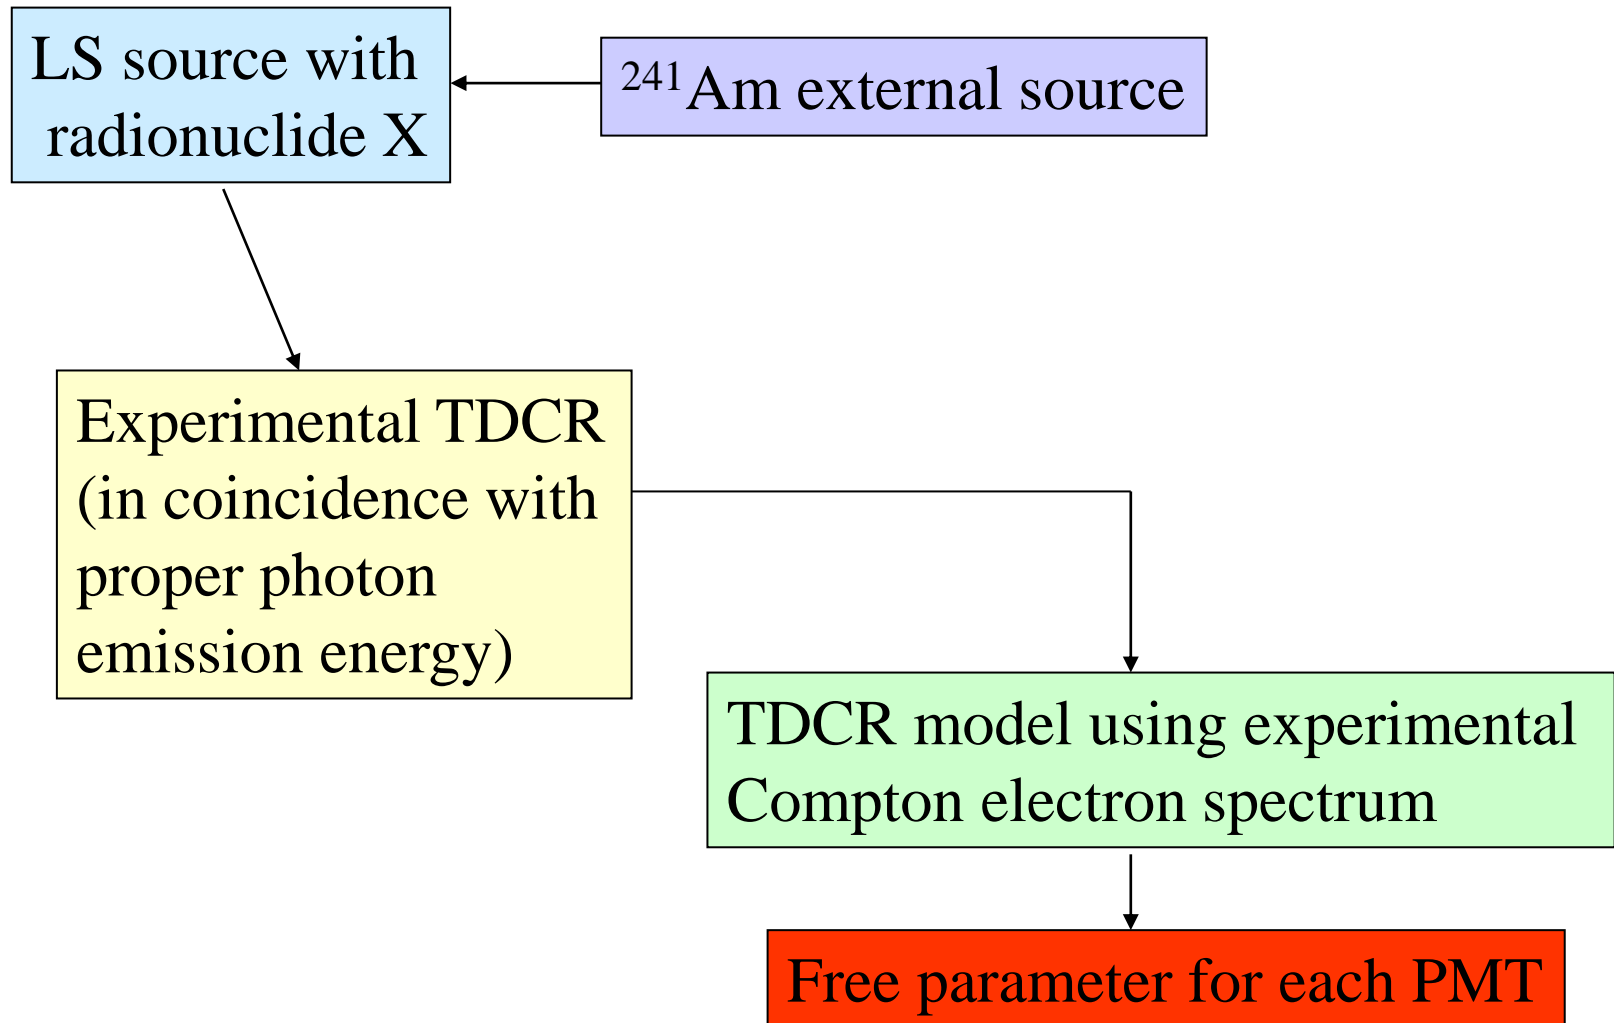 LS source with
radionuclide X
²⁴¹Am external source
Experimental TDCR
(in coincidence with
proper photon
emission energy)
TDCR model using experimental
Compton electron spectrum
Free parameter for each PMT